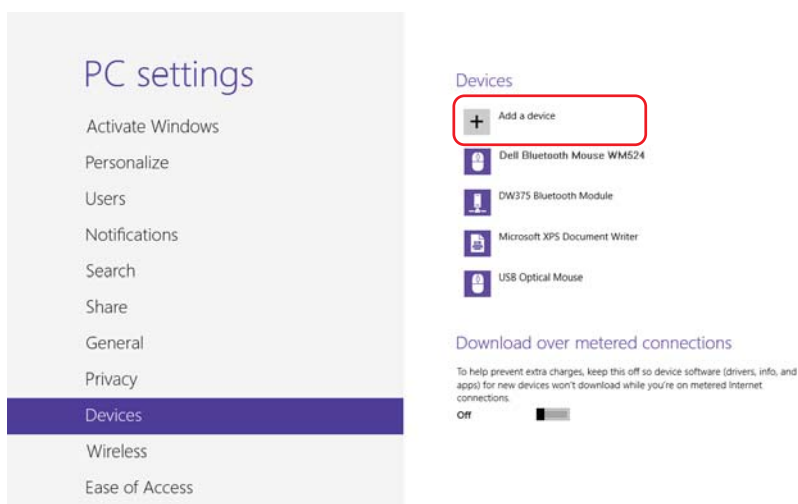 PC settings
Activate Windows
Personalize
Users
Notifications
Search
Share
General
Privacy
Devices
Wireless
Ease of Access
Devices
Add a device
Dell Bluetooth Mouse WM524
DW375 Bluetooth Module
Microsoft XPS Document Writer
USB Optical Mouse
Download over metered connections
To help prevent extra charges, keep this off so device software (drivers, info, and
apps) for new devices won't download while you're on metered Internet
connections.
Off